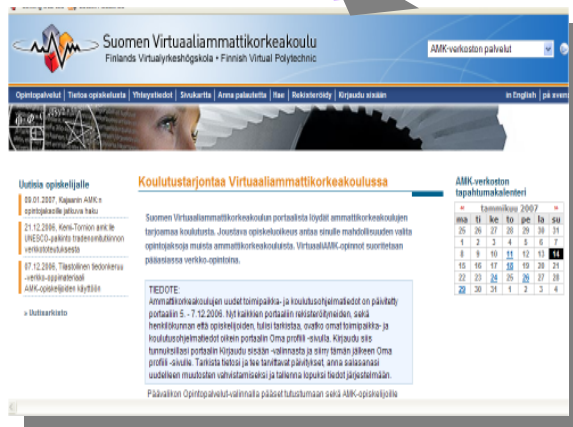 Suomen Virtuaaliammattikorkeakoulu
Finlands Virtualyrkeshögskola • Finnish Virtual Polytechnic
AMK-verkoston palvelut
Opintopalvelut | Tietoa opiskelusta | Yhteystiedot | Sivukartta | Anna palautetta | Hae | Rekisteröidy | Kirjaudu sisään
in English | på sven
Uutisia opiskelijalle
09.01.2007, Kajaanin AMK:n
opintojaksoille jatkuva haku
21.12.2006, Kemi-Tornion amk:lle
UNESCO-palkinto tradenomitutkinnon
verkkototeutuksesta
07.12.2006, Tilastollinen tiedonkeruu
-verkko-oppimateriaali
AMK-opiskelijoiden käyttöön
» Uutisarkisto
Koulutustarjontaa Virtuaaliammattikorkeakoulussa
Suomen Virtuaaliammattikorkeakoulun portaalista löydät ammattikorkeakoulujen
tarjoamaa koulutusta. Joustava opiskeluoikeus antaa sinulle mahdollisuuden valita
opintojaksoja muista ammattikorkeakouluista. VirtuaaliAMK-opinnot suoritetaan
pääasiassa verkko-opintoina.
TIEDOTE:
Ammattikorkeakoulujen uudet toimipaikka- ja koulutusohjelmatiedot on päivitetty
portaaliin 5. - 7.12.2006. Nyt kaikkien portaaliin rekisteröityneiden, sekä
henkilökunnan että opiskelijoiden, tulisi tarkistaa, ovatko omat toimipaikka- ja
koulutusohjelmatiedot oikein portaalin Oma profiili -sivulla. Kirjaudu siis
tunnuksillasi portaalin Kirjaudu sisään -valinnasta ja siirry tämän jälkeen Oma
profiili -sivulle. Tarkista tietosi ja tee tarvittavat päivitykset, anna salasanasi
uudelleen muutosten vahvistamiseksi ja tallenna lopuksi tiedot järjestelmään.
Päävalikon Opintopalvelut-valinnalla pääset tutustumaan sekä AMK-opiskelijoille
AMK-verkoston
tapahtumakalenteri
« tammikuu 2007 »
ma ti ke to pe la su
25 26 27 28 29 30 31
1 2 3 4 5 6 7
8 9 10 11 12 13 14
15 16 17 18 19 20 21
22 23 24 25 26 27 28
29 30 31 1 2 3 4